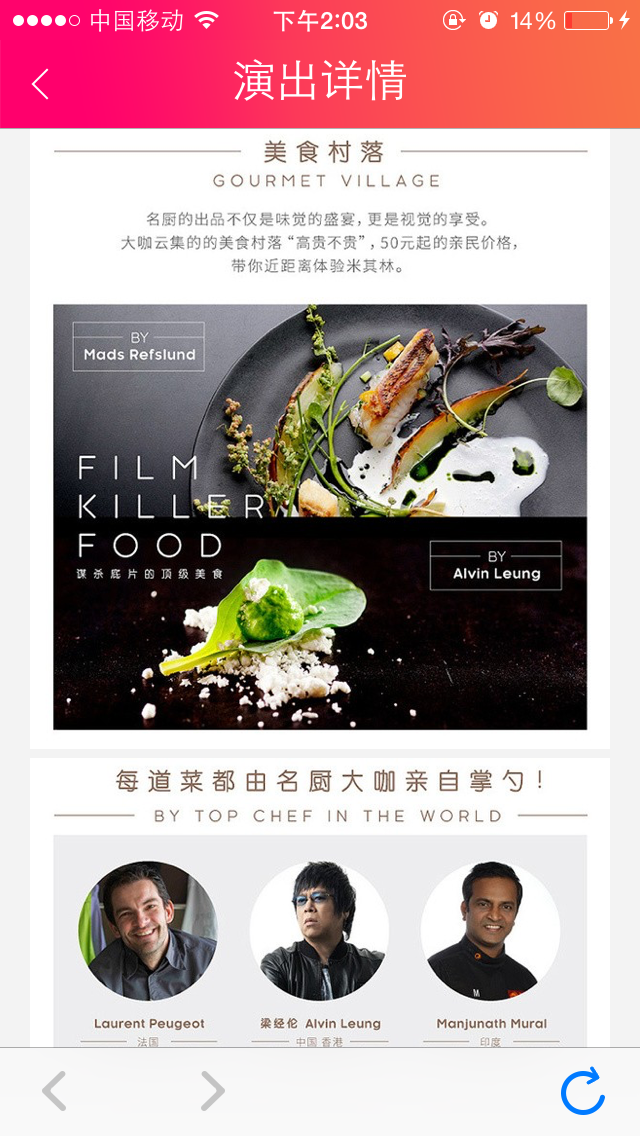 中国移动
下午2:03
14%
演出详情
美食村落
GOURMET VILLAGE
名厨的出品不仅是味觉的盛宴,更是视觉的享受。
大咖云集的的美食村落“高贵不贵”,50元起的亲民价格,
带你近距离体验米其林。
BY
Mads Refslund
FILM
KILLER
FOOD
谋杀底片的顶级美食
BY
Alvin Leung
每道菜都由名厨大咖亲自掌勺!
BY TOP CHEF IN THE WORLD
Laurent Peugeot
梁经伦 Alvin Leung
Manjunath Mural
法国
中国 香港
印度